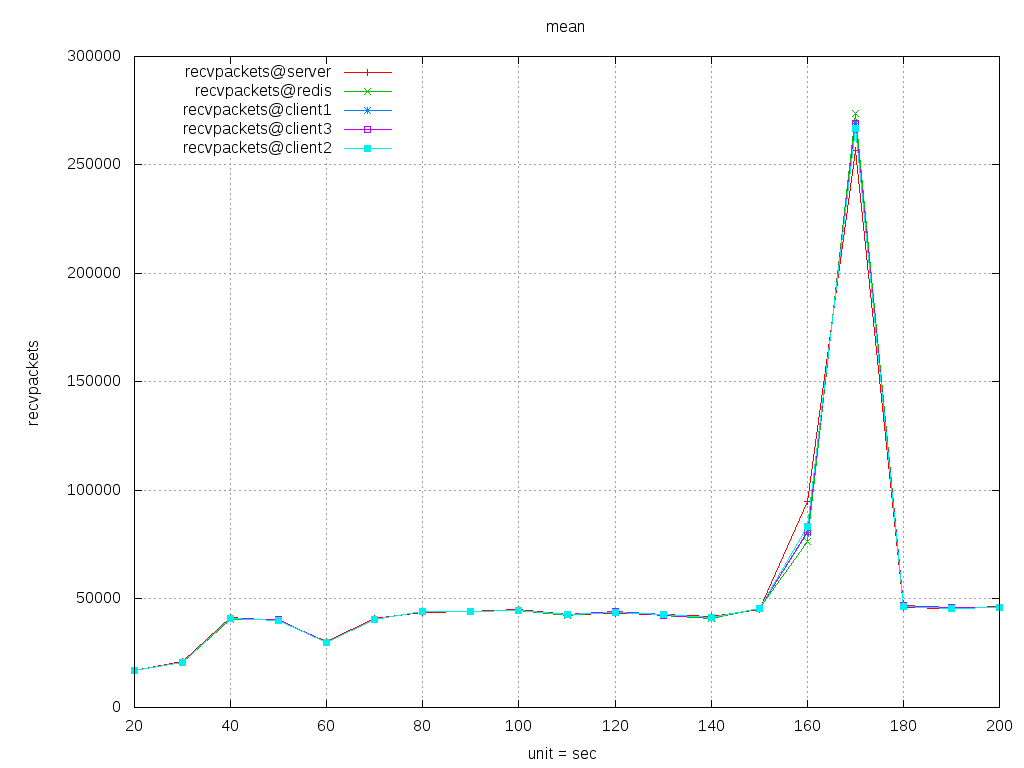 mean
300000
250000
200000
150000
100000
50000
0
recvpackets
recvpackets@server
recvpackets@redis
recvpackets@client1
recvpackets@client3
recvpackets@client2
20 40 60 80 100 120 140 160 180 200
unit = sec